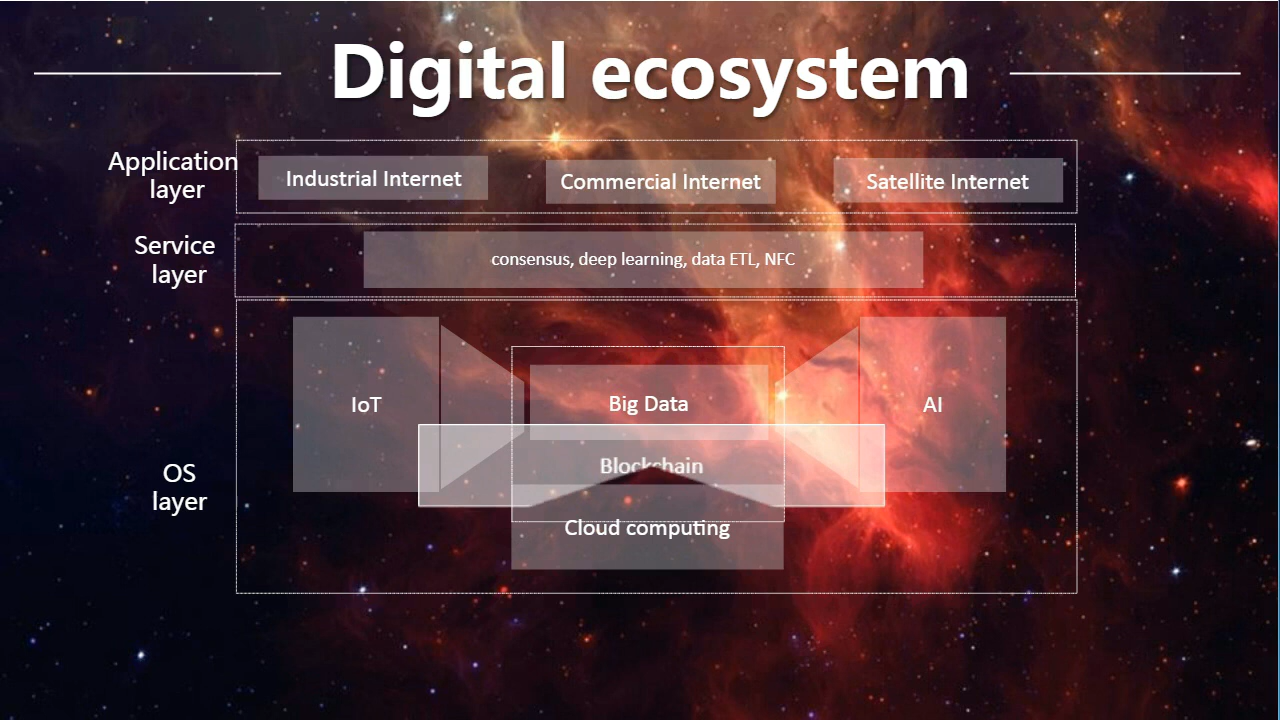 Digital ecosystem
Application
layer
Industrial Internet
Commercial Internet
Satellite Internet
Service
layer
consensus, deep learning, data ETL, NFC
OS
layer
IoT
Big Data
AI
Blockchain
Cloud computing